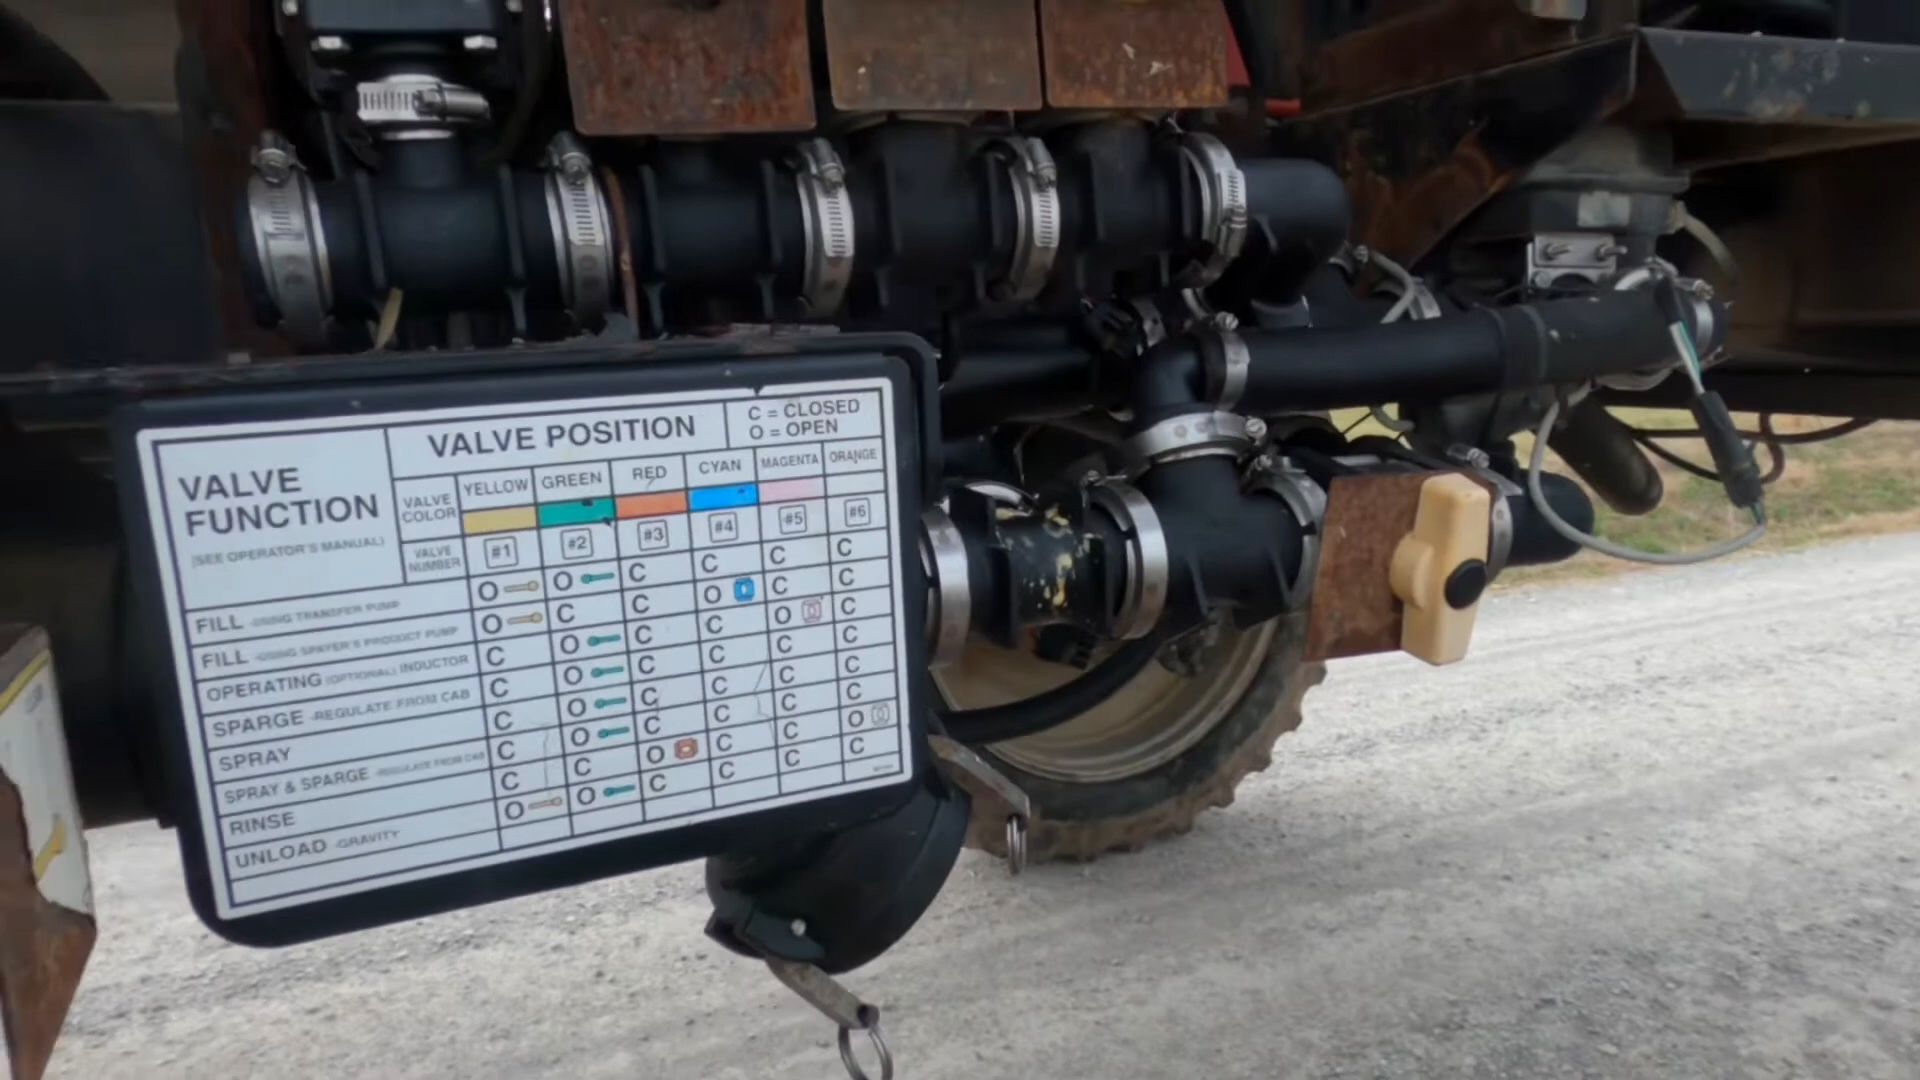 VALVE FUNCTION
(SEE OPERATOR'S MANUAL)
VALVE POSITION
C = CLOSED
O = OPEN
VALVE COLOR YELLOW GREEN RED CYAN MAGENTA ORANGE
VALVE NUMBER #1 #2 #3 #4 #5 #6
FILL -USING TRANSFER PUMP O O C C C C
FILL -USING SPAYER'S PRODUCT PUMP O C C O C C
OPERATING (OPTIONAL) INDUCTOR C O C C O C
SPARGE -REGULATE FROM CAB C O C C C C
SPRAY C O C C C C
SPRAY & SPARGE -REGULATE FROM CAB C O C C C C
RINSE C C O C C O
UNLOAD -GRAVITY O O C C C C